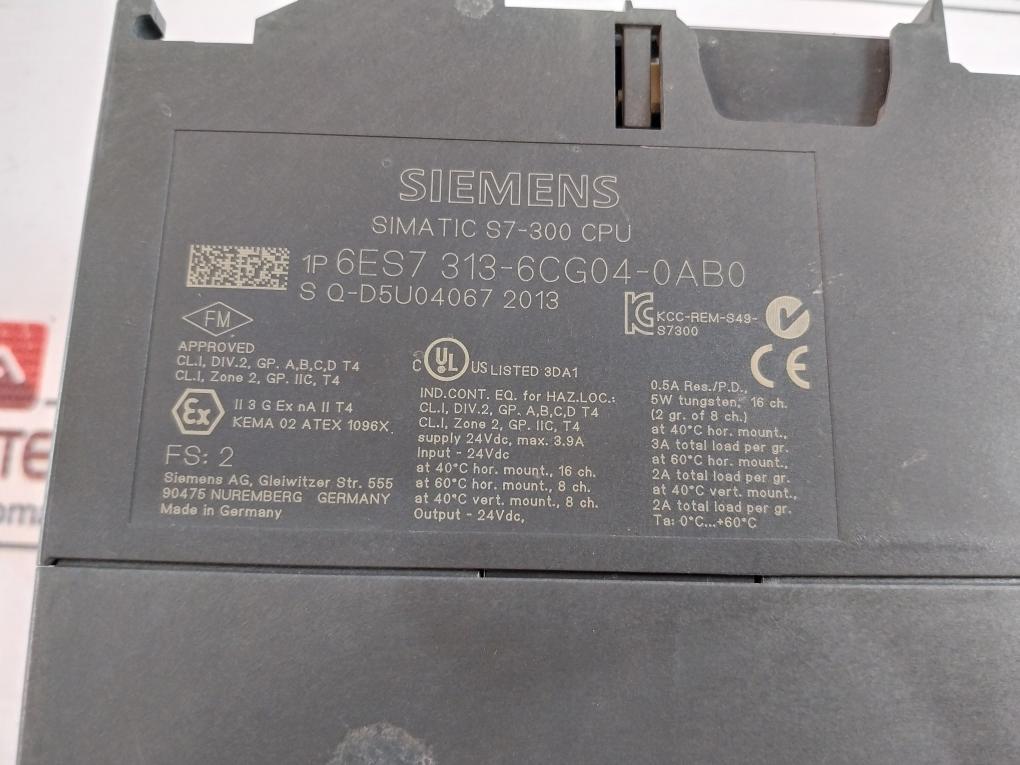 SIEMENS
SIMATIC S7-300 CPU
1P 6ES7 313-6CG04-0AB0
S Q-D5U04067 2013
KCC-REM-S49-
S7300
FM
APPROVED
CL.I, DIV.2, GP. A,B,C,D T4
CL.I, Zone 2, GP. IIC, T4
Ex
II 3 G Ex nA II T4
KEMA 02 ATEX 1096X
FS: 2
Siemens AG, Gleiwitzer Str. 555
90475 NUREMBERG GERMANY
Made in Germany
C UL US LISTED 3DA1
IND.CONT. EQ. for HAZ.LOC.:
CL.I, DIV.2, GP. A,B,C,D T4
CL.I, Zone 2, GP. IIC, T4
supply 24Vdc, max. 3.9A
Input - 24Vdc
at 40°C hor. mount., 16 ch.
at 60°C hor. mount., 8 ch.
at 40°C vert. mount., 8 ch.
Output - 24Vdc,
CE
0.5A Res./P.D.,
5W tungsten, 16 ch.
(2 gr. of 8 ch.)
at 40°C hor. mount.,
3A total load per gr.
at 60°C hor. mount.,
2A total load per gr.
at 40°C vert. mount.,
2A total load per gr.
Ta: 0°C...+60°C